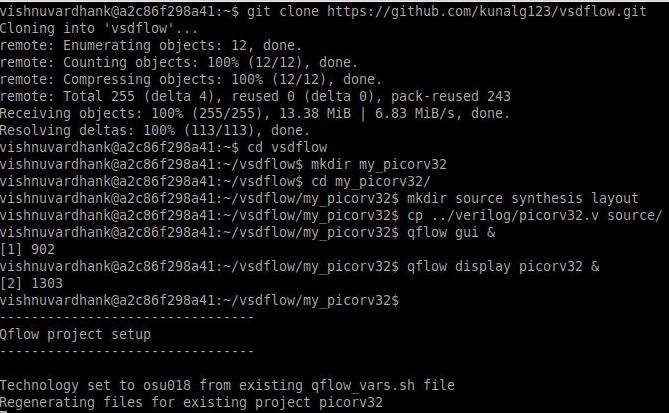 vishnuvardhank@a2c86f298a41:~$ git clone https://github.com/kunalg123/vsdflow.git
Cloning into 'vsdflow'...
remote: Enumerating objects: 12, done.
remote: Counting objects: 100% (12/12), done.
remote: Compressing objects: 100% (12/12), done.
remote: Total 255 (delta 4), reused 0 (delta 0), pack-reused 243
Receiving objects: 100% (255/255), 13.38 MiB | 6.83 MiB/s, done.
Resolving deltas: 100% (113/113), done.
vishnuvardhank@a2c86f298a41:~$ cd vsdflow
vishnuvardhank@a2c86f298a41:~/vsdflow$ mkdir my_picorv32
vishnuvardhank@a2c86f298a41:~/vsdflow$ cd my_picorv32/
vishnuvardhank@a2c86f298a41:~/vsdflow/my_picorv32$ mkdir source synthesis layout
vishnuvardhank@a2c86f298a41:~/vsdflow/my_picorv32$ cp ../verilog/picorv32.v source/
vishnuvardhank@a2c86f298a41:~/vsdflow/my_picorv32$ qflow gui &
[1] 902
vishnuvardhank@a2c86f298a41:~/vsdflow/my_picorv32$ qflow display picorv32 &
[2] 1303
vishnuvardhank@a2c86f298a41:~/vsdflow/my_picorv32$
--------------------------------
Qflow project setup
--------------------------------

Technology set to osu018 from existing qflow_vars.sh file
Regenerating files for existing project picorv32